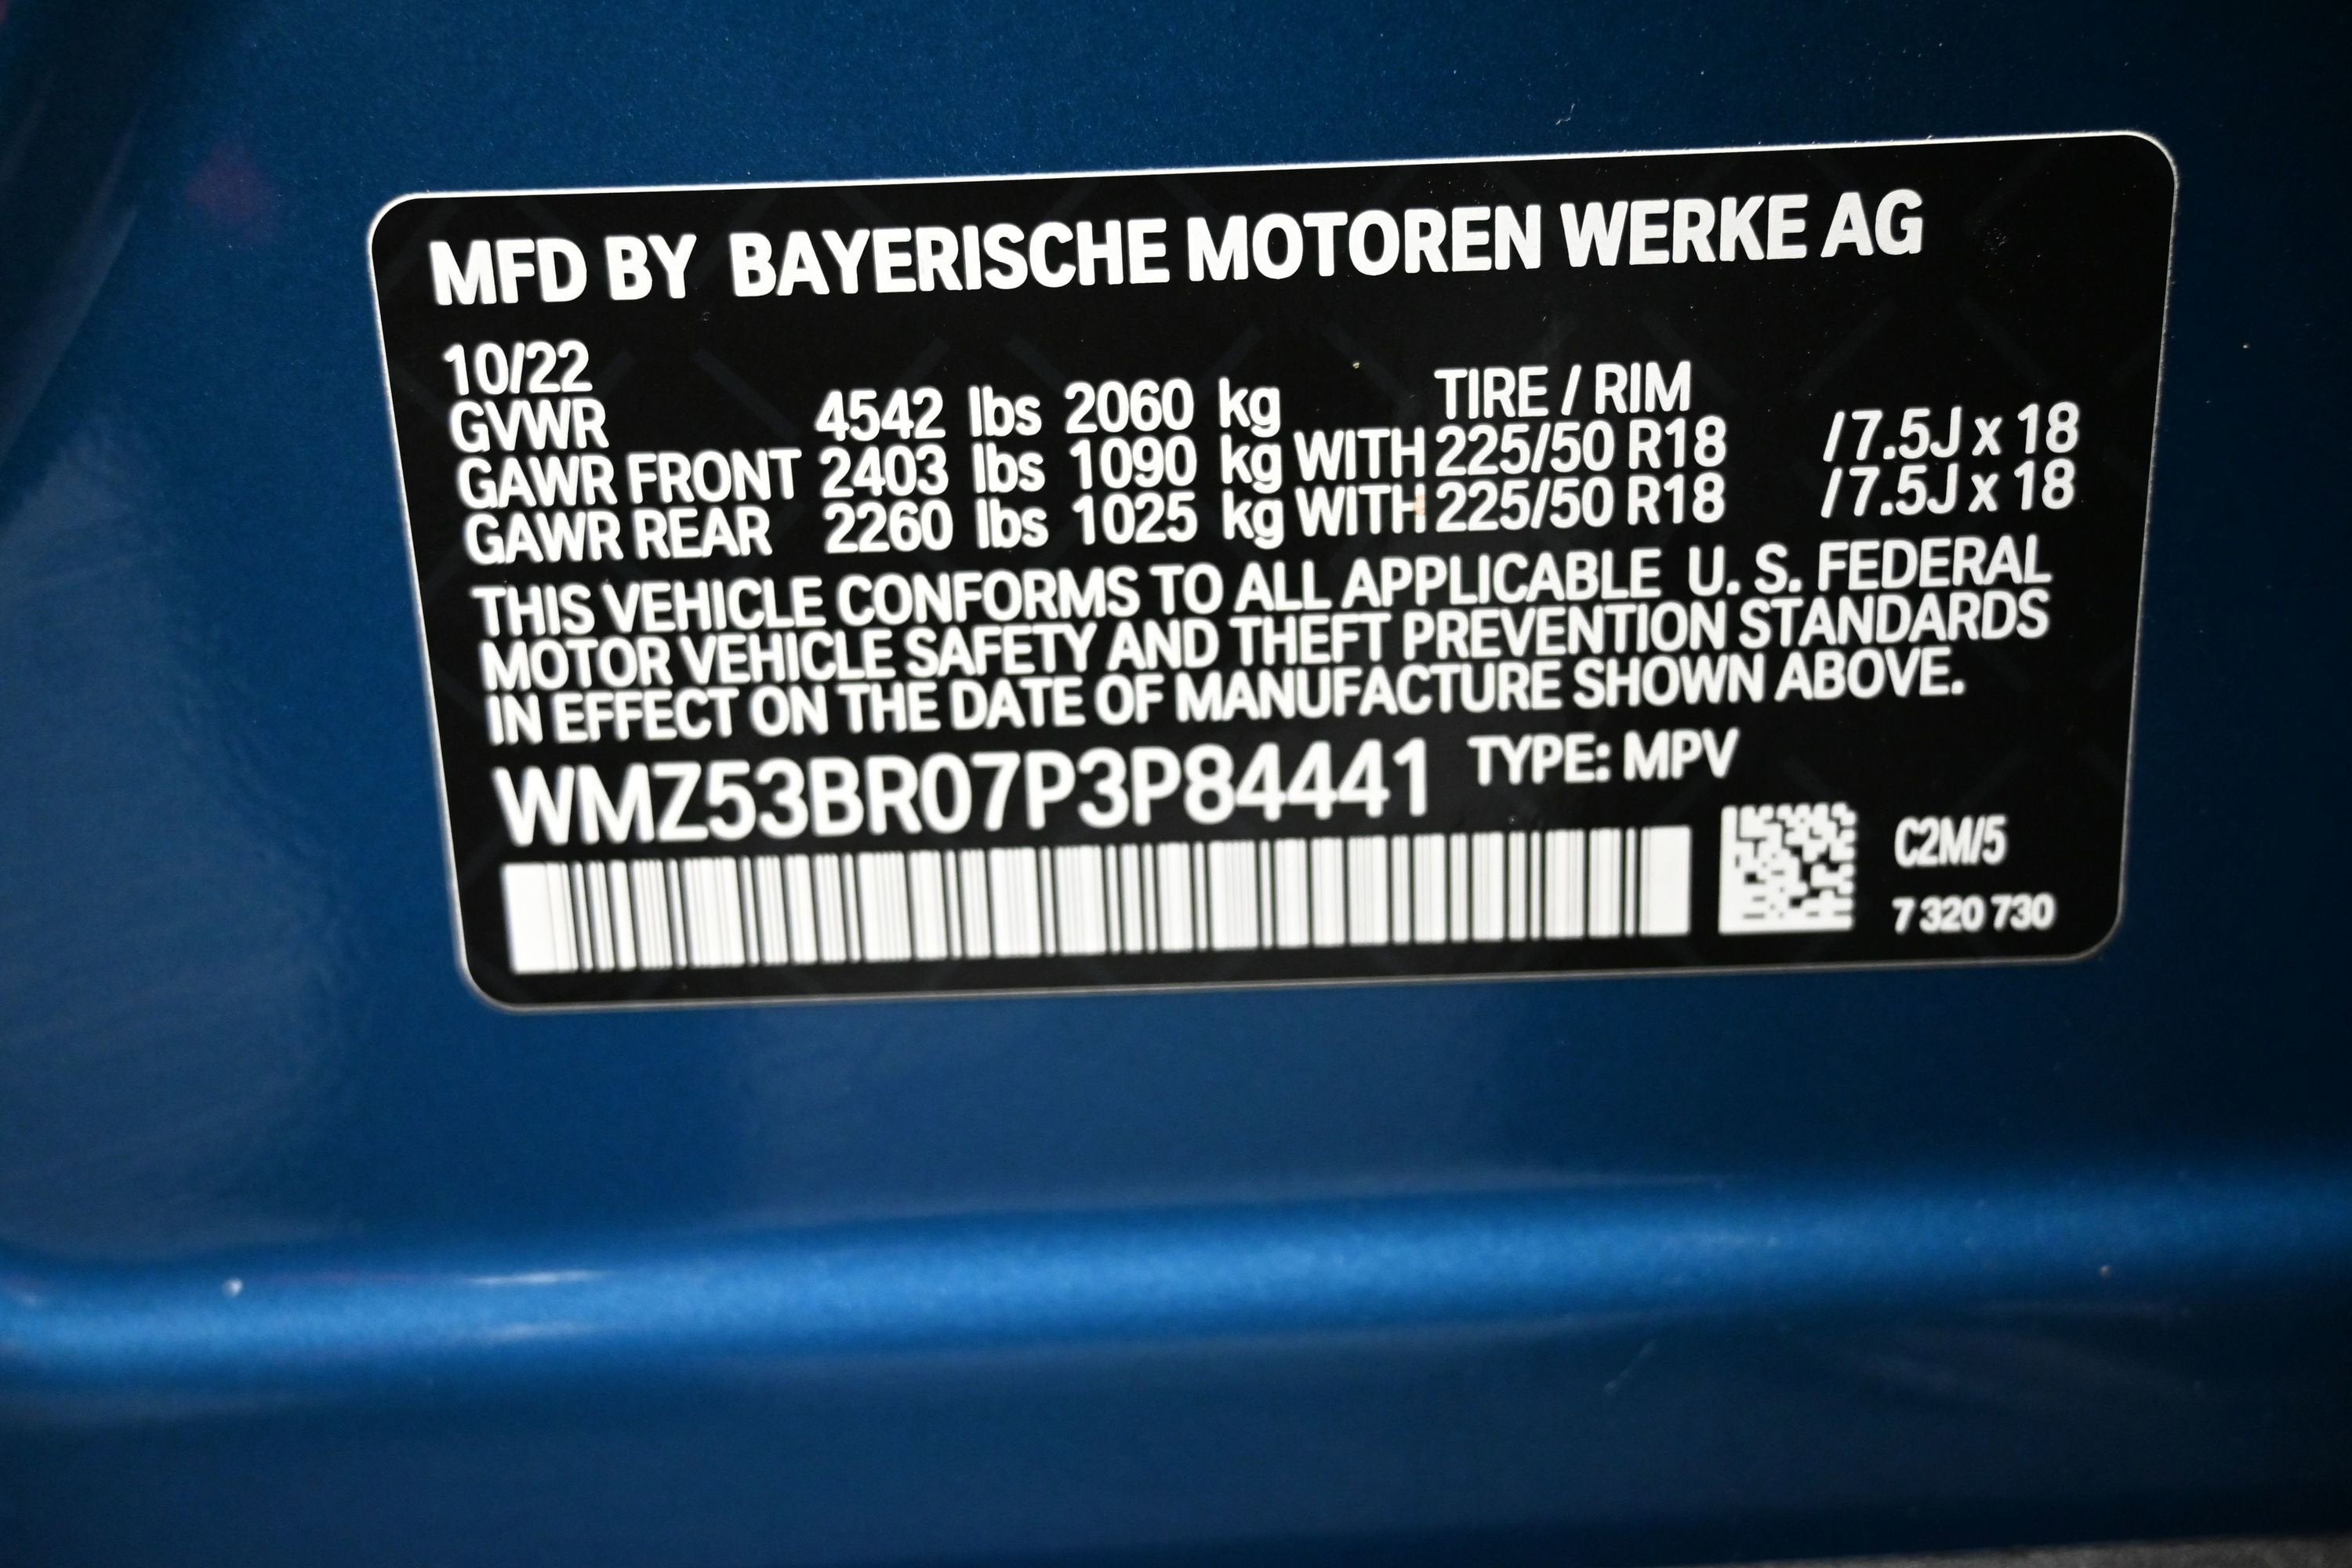 MFD BY BAYERISCHE MOTOREN WERKE AG
10/22
TIRE / RIM
GVWR 4542 lbs 2060 kg
GAWR FRONT 2403 lbs 1090 kg WITH 225/50 R18 / 7.5J x 18
GAWR REAR 2260 lbs 1025 kg WITH 225/50 R18 / 7.5J x 18
THIS VEHICLE CONFORMS TO ALL APPLICABLE U. S. FEDERAL
MOTOR VEHICLE SAFETY AND THEFT PREVENTION STANDARDS
IN EFFECT ON THE DATE OF MANUFACTURE SHOWN ABOVE.
WMZ53BR07P3P84441 TYPE: MPV
C2M/5
7 320 730